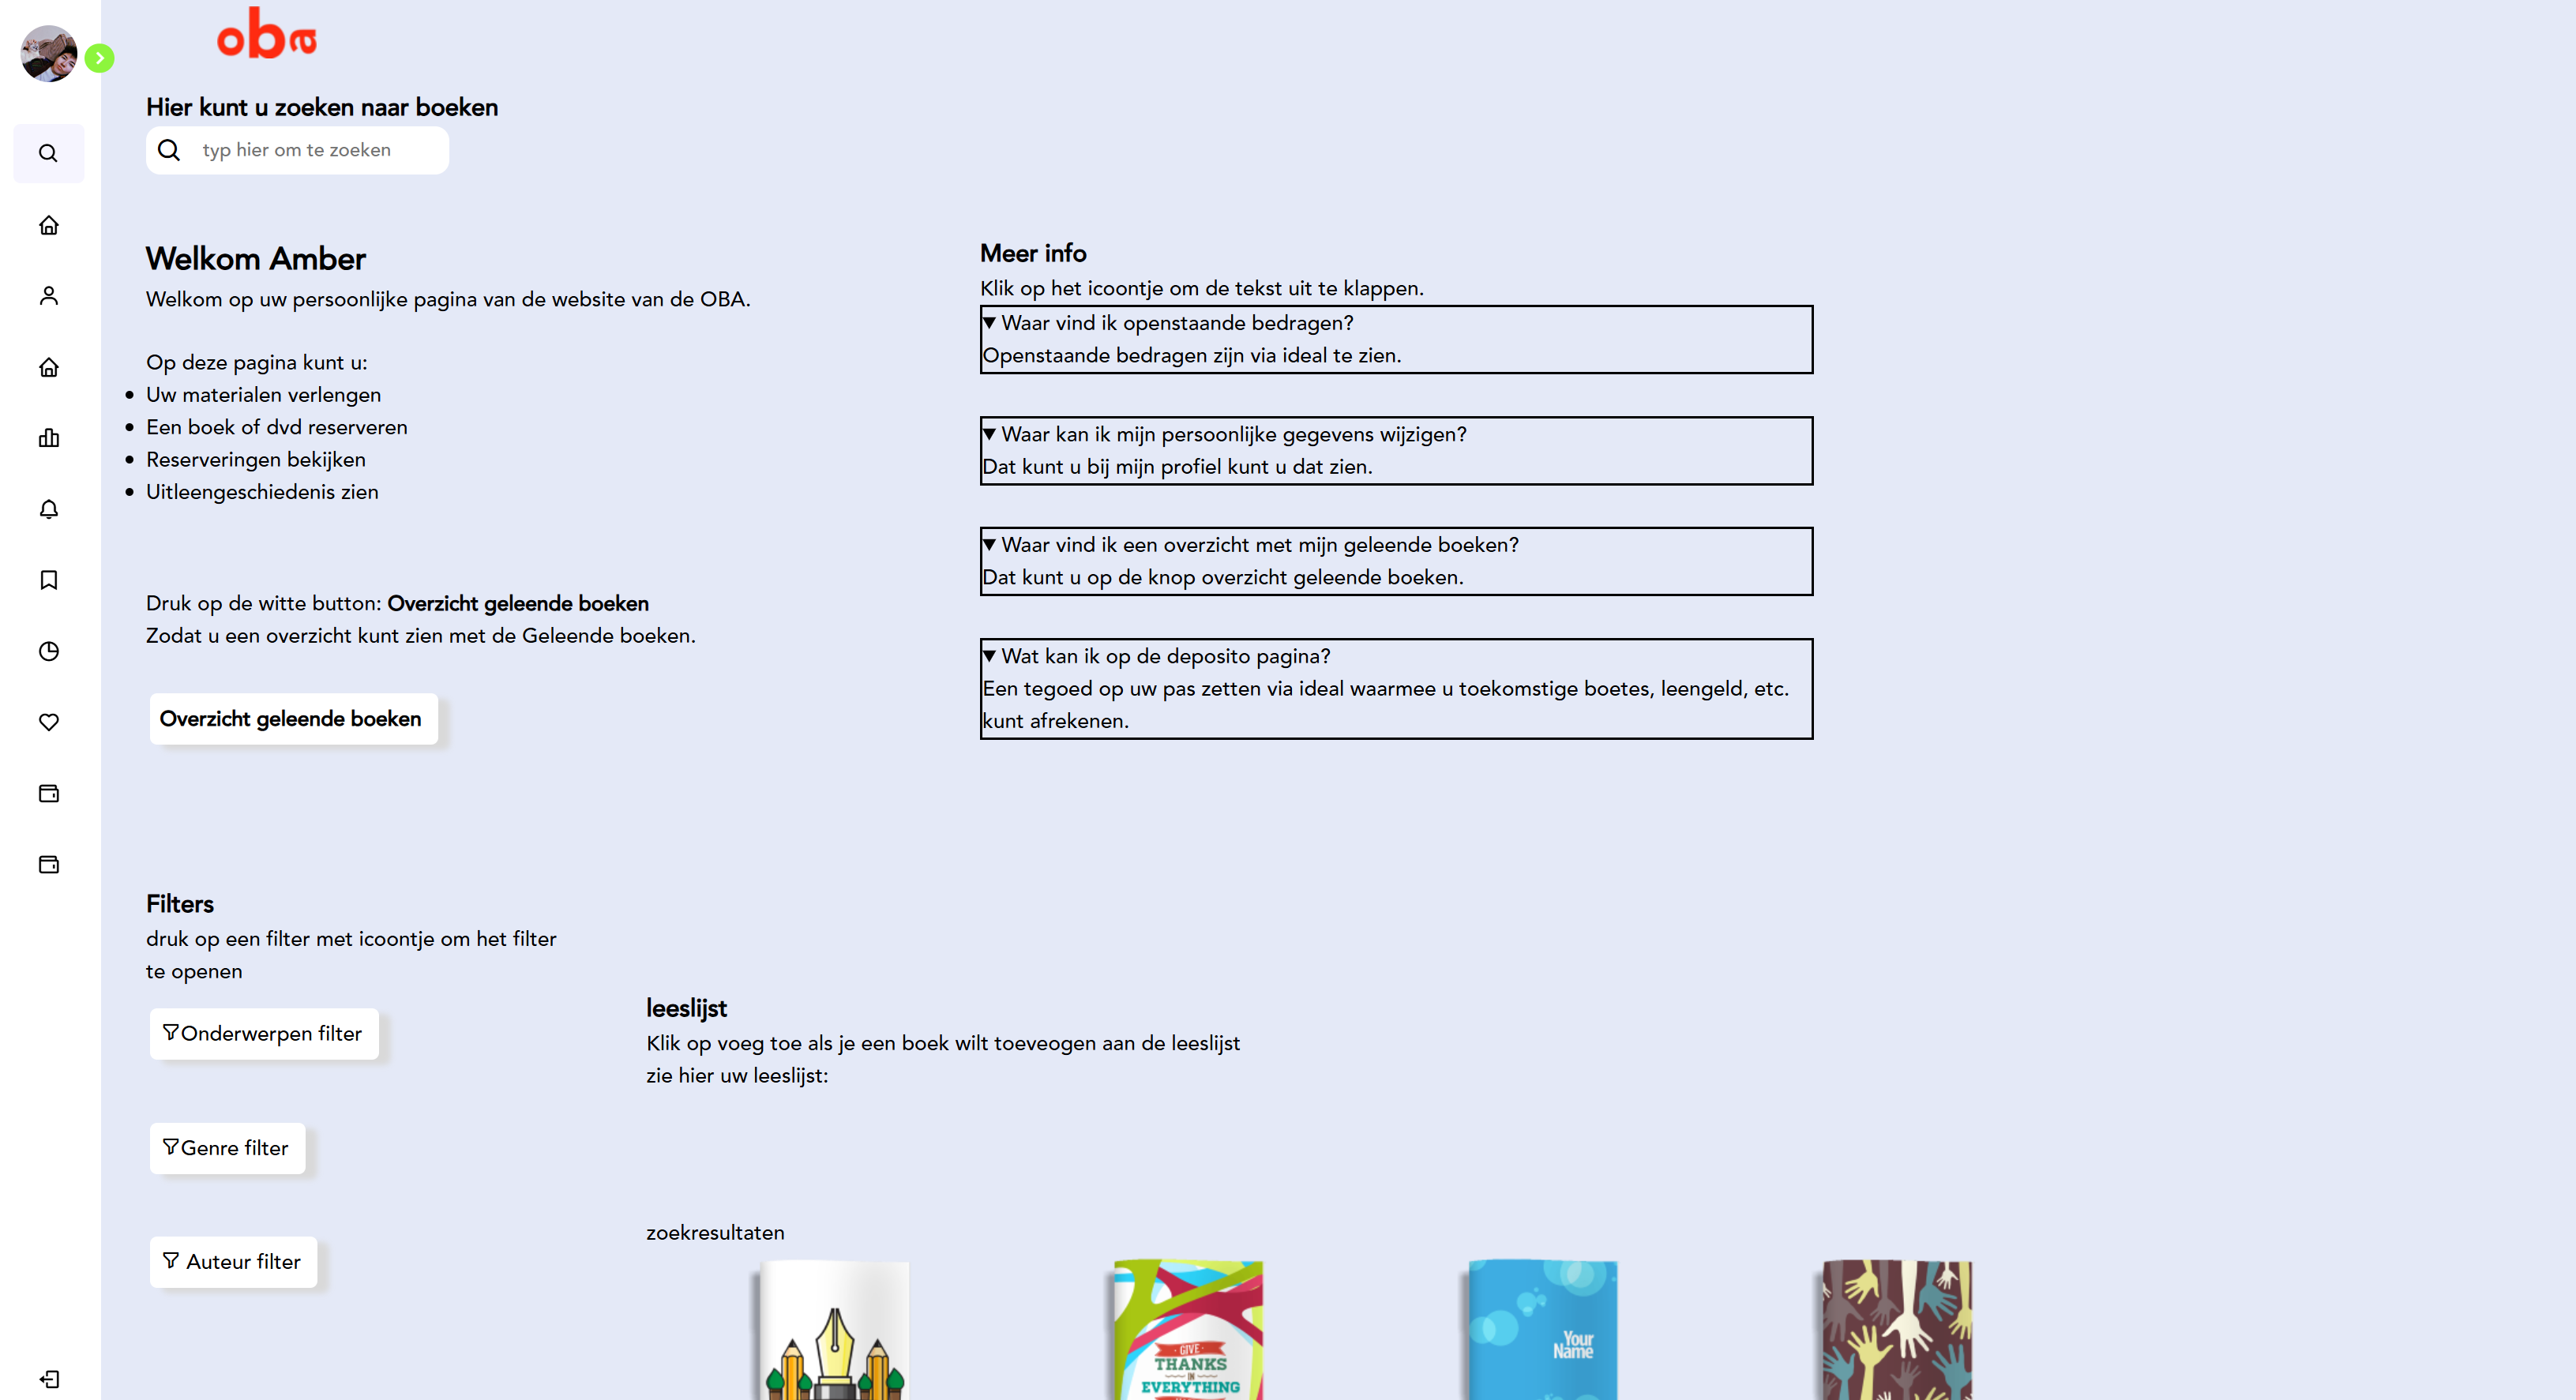 oba
Hier kunt u zoeken naar boeken
typ hier om te zoeken
Welkom Amber
Welkom op uw persoonlijke pagina van de website van de OBA.
Op deze pagina kunt u:
Uw materialen verlengen
Een boek of dvd reserveren
Reserveringen bekijken
Uitleengeschiedenis zien
Druk op de witte button: Overzicht geleende boeken
Zodat u een overzicht kunt zien met de Geleende boeken.
Overzicht geleende boeken
Meer info
Klik op het icoontje om de tekst uit te klappen.
Waar vind ik openstaande bedragen?
Openstaande bedragen zijn via ideal te zien.
Waar kan ik mijn persoonlijke gegevens wijzigen?
Dat kunt u bij mijn profiel kunt u dat zien.
Waar vind ik een overzicht met mijn geleende boeken?
Dat kunt u op de knop overzicht geleende boeken.
Wat kan ik op de deposito pagina?
Een tegoed op uw pas zetten via ideal waarmee u toekomstige boetes, leengeld, etc.
kunt afrekenen.
Filters
druk op een filter met icoontje om het filter
te openen
Onderwerpen filter
Genre filter
Auteur filter
leeslijst
Klik op voeg toe als je een boek wilt toeveogen aan de leeslijst
zie hier uw leeslijst:
zoekresultaten
GIVE
THANKS
IN
EVERYTHING
Your
Name